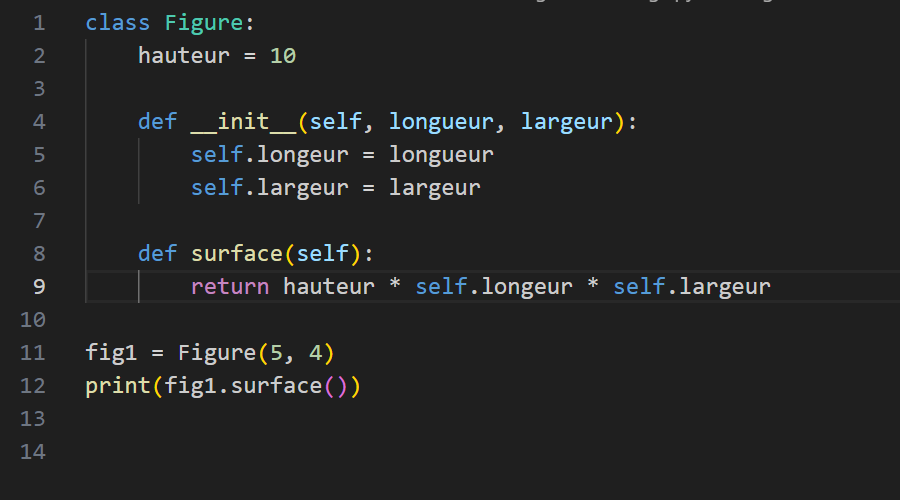 1 class Figure:
2     hauteur = 10
3
4     def __init__(self, longueur, largeur):
5         self.longeur = longueur
6         self.largeur = largeur
7
8     def surface(self):
9         return hauteur * self.longeur * self.largeur
10
11 fig1 = Figure(5, 4)
12 print(fig1.surface())
13
14